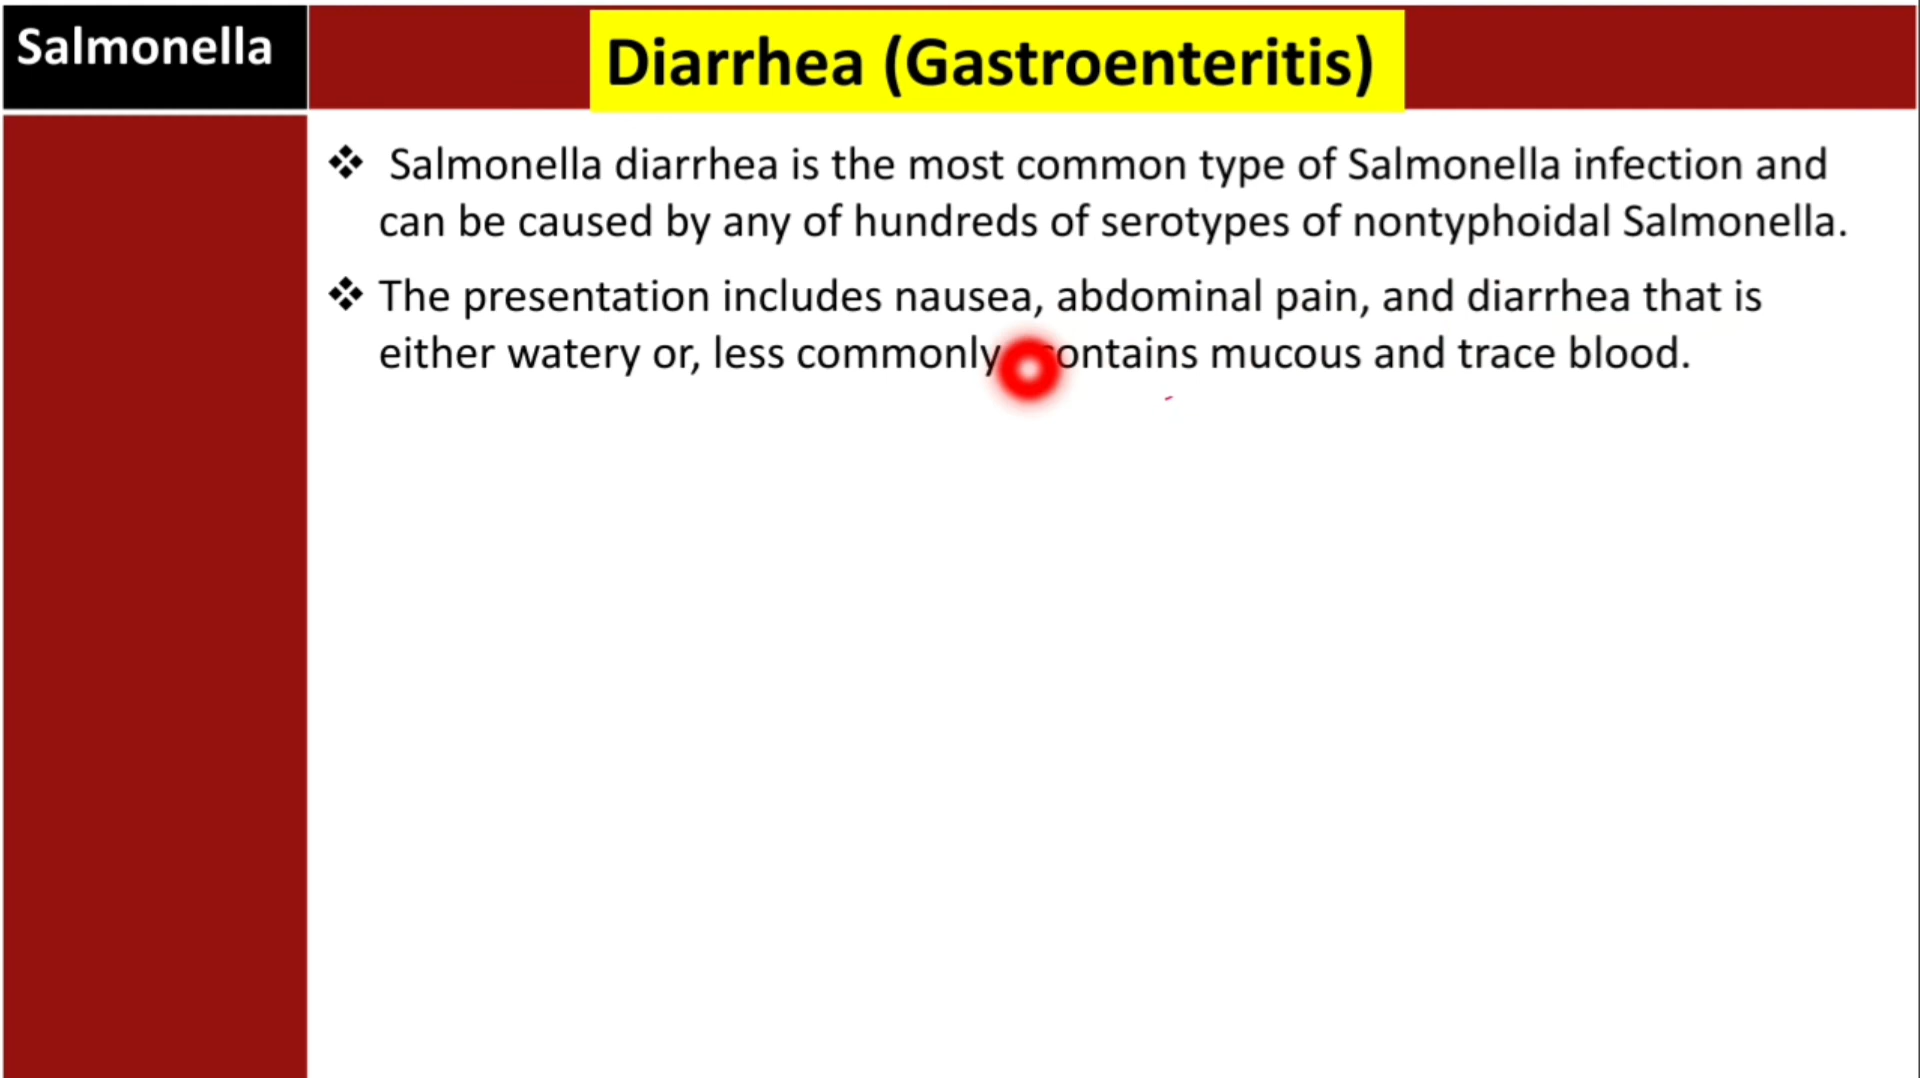 Salmonella
Diarrhea (Gastroenteritis)
❖ Salmonella diarrhea is the most common type of Salmonella infection and
can be caused by any of hundreds of serotypes of nontyphoidal Salmonella.
❖ The presentation includes nausea, abdominal pain, and diarrhea that is
either watery or, less commonly contains mucous and trace blood.